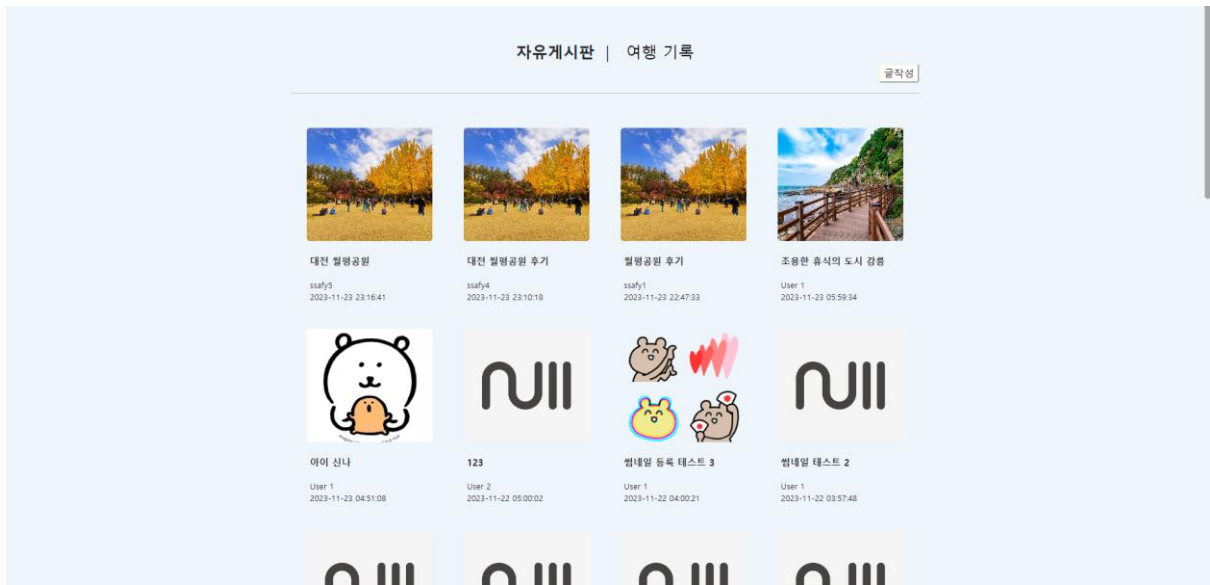 자유게시판 | 여행 기록
글작성
대전 월평공원
ssafy5
2023-11-23 23:16:41
대전 월평공원 후기
ssafy4
2023-11-23 23:10:18
월평공원 후기
ssafy1
2023-11-23 22:47:33
조용한 휴식의 도시 강릉
User 1
2023-11-23 05:59:34
아이 신나
User 1
2023-11-23 04:51:08
123
User 2
2023-11-22 05:00:02
썸네일 등록 테스트 3
User 1
2023-11-22 04:00:21
썸네일 테스트 2
User 1
2023-11-22 03:57:48